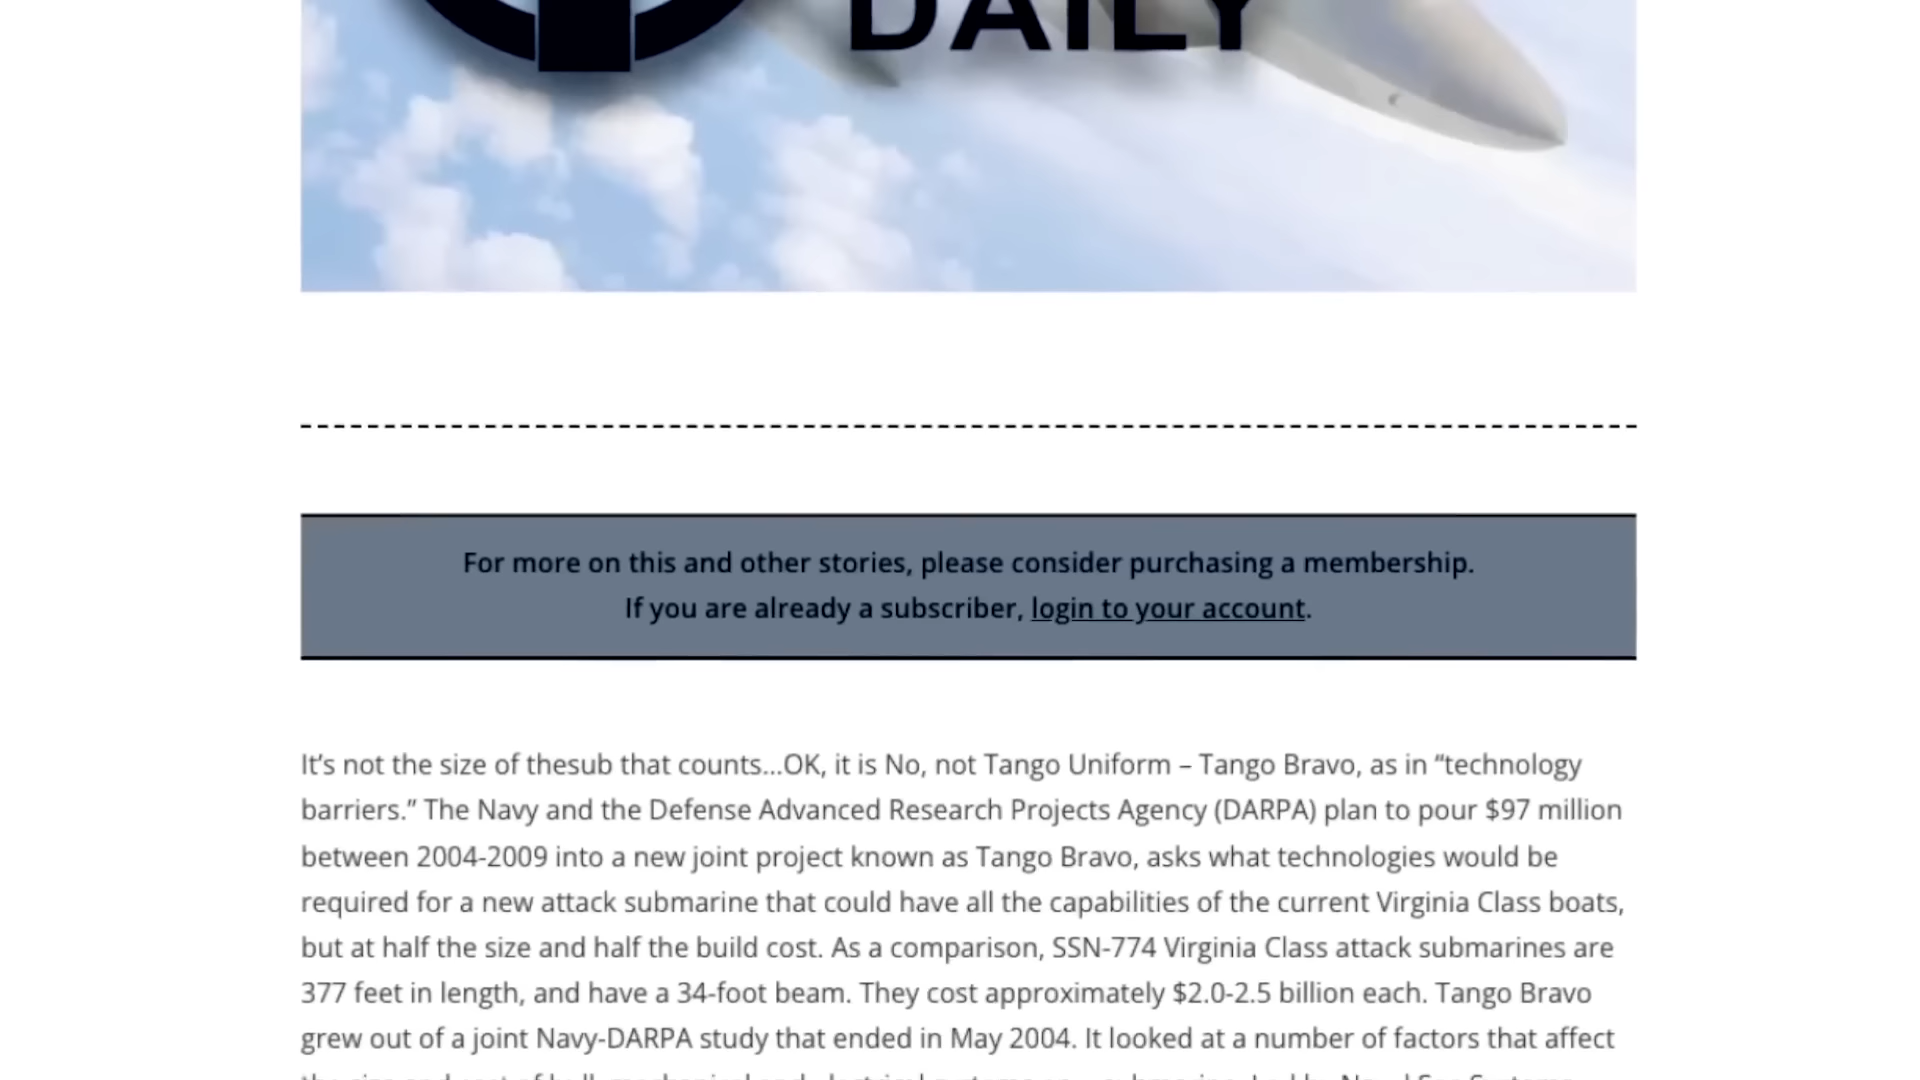 DAILY
For more on this and other stories, please consider purchasing a membership.
If you are already a subscriber, login to your account.
It’s not the size of thesub that counts…OK, it is No, not Tango Uniform – Tango Bravo, as in “technology
barriers.” The Navy and the Defense Advanced Research Projects Agency (DARPA) plan to pour $97 million
between 2004-2009 into a new joint project known as Tango Bravo, asks what technologies would be
required for a new attack submarine that could have all the capabilities of the current Virginia Class boats,
but at half the size and half the build cost. As a comparison, SSN-774 Virginia Class attack submarines are
377 feet in length, and have a 34-foot beam. They cost approximately $2.0-2.5 billion each. Tango Bravo
grew out of a joint Navy-DARPA study that ended in May 2004. It looked at a number of factors that affect